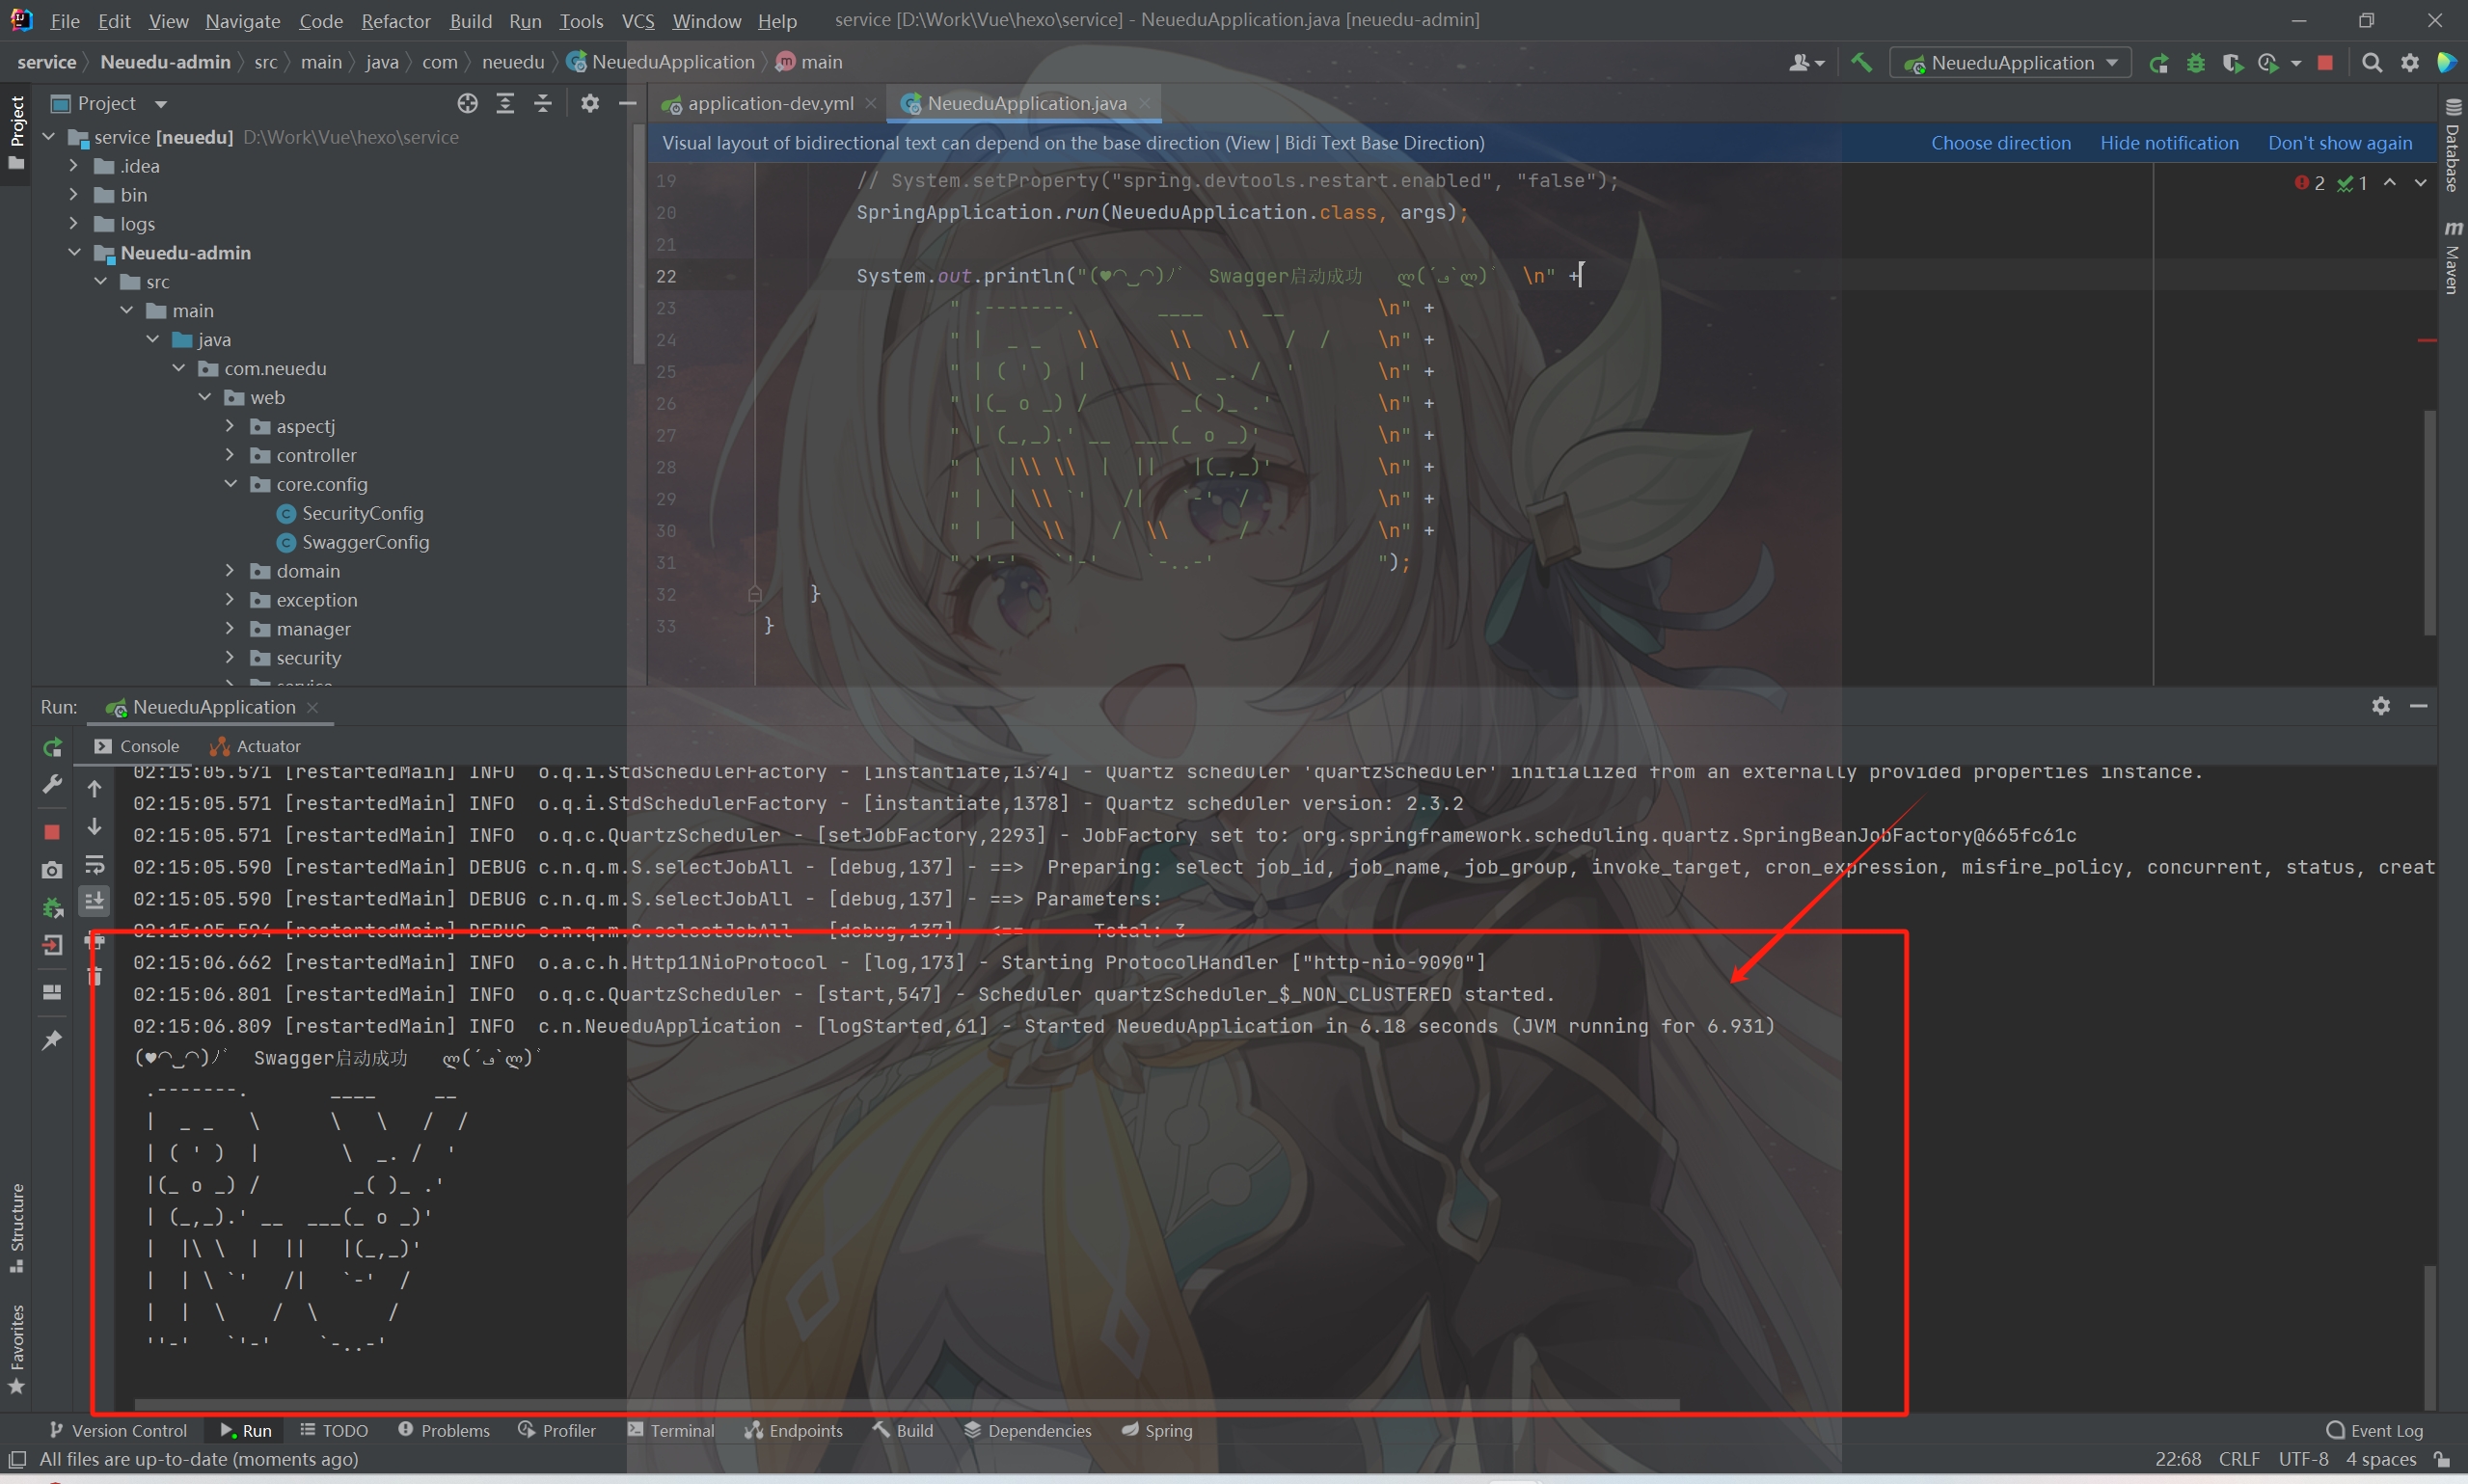 File Edit View Navigate Code Refactor Build Run Tools VCS Window Help service [D:\Work\Vue\hexo\service] - NeueduApplication.java [neuedu-admin]
service Neuedu-admin src main java com neuedu NeueduApplication main NeueduApplication
Project
application-dev.yml NeueduApplication.java
Visual layout of bidirectional text can depend on the base direction (View | Bidi Text Base Direction) Choose direction Hide notification Don't show again
Project
service [neuedu] D:\Work\Vue\hexo\service
.idea
bin
logs
Neuedu-admin
src
main
java
com.neuedu
web
aspectj
controller
core.config
SecurityConfig
SwaggerConfig
domain
exception
manager
security
service
19 // System.setProperty("spring.devtools.restart.enabled", "false");
20 SpringApplication.run(NeueduApplication.class, args);
21
22 System.out.println("(♥◠‿◠)ノ゙  Swagger启动成功   ლ(´ڡ`ლ)゙  \n" +
23 " .-------.       ____     __        \n" +
24 " |  _ _   \\      \\   \\   /  /    \n" +
25 " | ( ' )  |       \\  _. /  '       \n" +
26 " |(_ o _) /        _( )_ .'         \n" +
27 " | (_,_).' __  ___(_ o _)'          \n" +
28 " |  |\\ \\  |  ||   |(_,_)'         \n" +
29 " |  | \\ `'   /|   `-'  /           \n" +
30 " |  |  \\    /  \\      /           \n" +
31 " ''-'   `'-'    `-..-'              ");
32 }
33 }
2 1
Database
Maven
Run: NeueduApplication
Console Actuator
02:15:05.571 [restartedMain] INFO  o.q.i.StdSchedulerFactory - [instantiate,1374] - Quartz scheduler 'quartzScheduler' initialized from an externally provided properties instance.
02:15:05.571 [restartedMain] INFO  o.q.i.StdSchedulerFactory - [instantiate,1378] - Quartz scheduler version: 2.3.2
02:15:05.571 [restartedMain] INFO  o.q.c.QuartzScheduler - [setJobFactory,2293] - JobFactory set to: org.springframework.scheduling.quartz.SpringBeanJobFactory@665fc61c
02:15:05.590 [restartedMain] DEBUG c.n.q.m.S.selectJobAll - [debug,137] - ==>  Preparing: select job_id, job_name, job_group, invoke_target, cron_expression, misfire_policy, concurrent, status, creat
02:15:05.590 [restartedMain] DEBUG c.n.q.m.S.selectJobAll - [debug,137] - ==> Parameters:
02:15:05.594 [restartedMain] DEBUG c.n.q.m.S.selectJobAll - [debug,137] - <==      Total: 3
02:15:06.662 [restartedMain] INFO  o.a.c.h.Http11NioProtocol - [log,173] - Starting ProtocolHandler ["http-nio-9090"]
02:15:06.801 [restartedMain] INFO  o.q.c.QuartzScheduler - [start,547] - Scheduler quartzScheduler_$_NON_CLUSTERED started.
02:15:06.809 [restartedMain] INFO  c.n.NeueduApplication - [logStarted,61] - Started NeueduApplication in 6.18 seconds (JVM running for 6.931)
(♥◠‿◠)ノ゙  Swagger启动成功   ლ(´ڡ`ლ)゙
 .-------.       ____     __
 |  _ _   \      \   \   /  /
 | ( ' )  |       \  _. /  '
 |(_ o _) /        _( )_ .'
 | (_,_).' __  ___(_ o _)'
 |  |\ \  |  ||   |(_,_)'
 |  | \ `'   /|   `-'  /
 |  |  \    /  \      /
 ''-'   `'-'    `-..-'
Structure
Favorites
Version Control Run TODO Problems Profiler Terminal Endpoints Build Dependencies Spring Event Log
All files are up-to-date (moments ago) 22:68 CRLF UTF-8 4 spaces